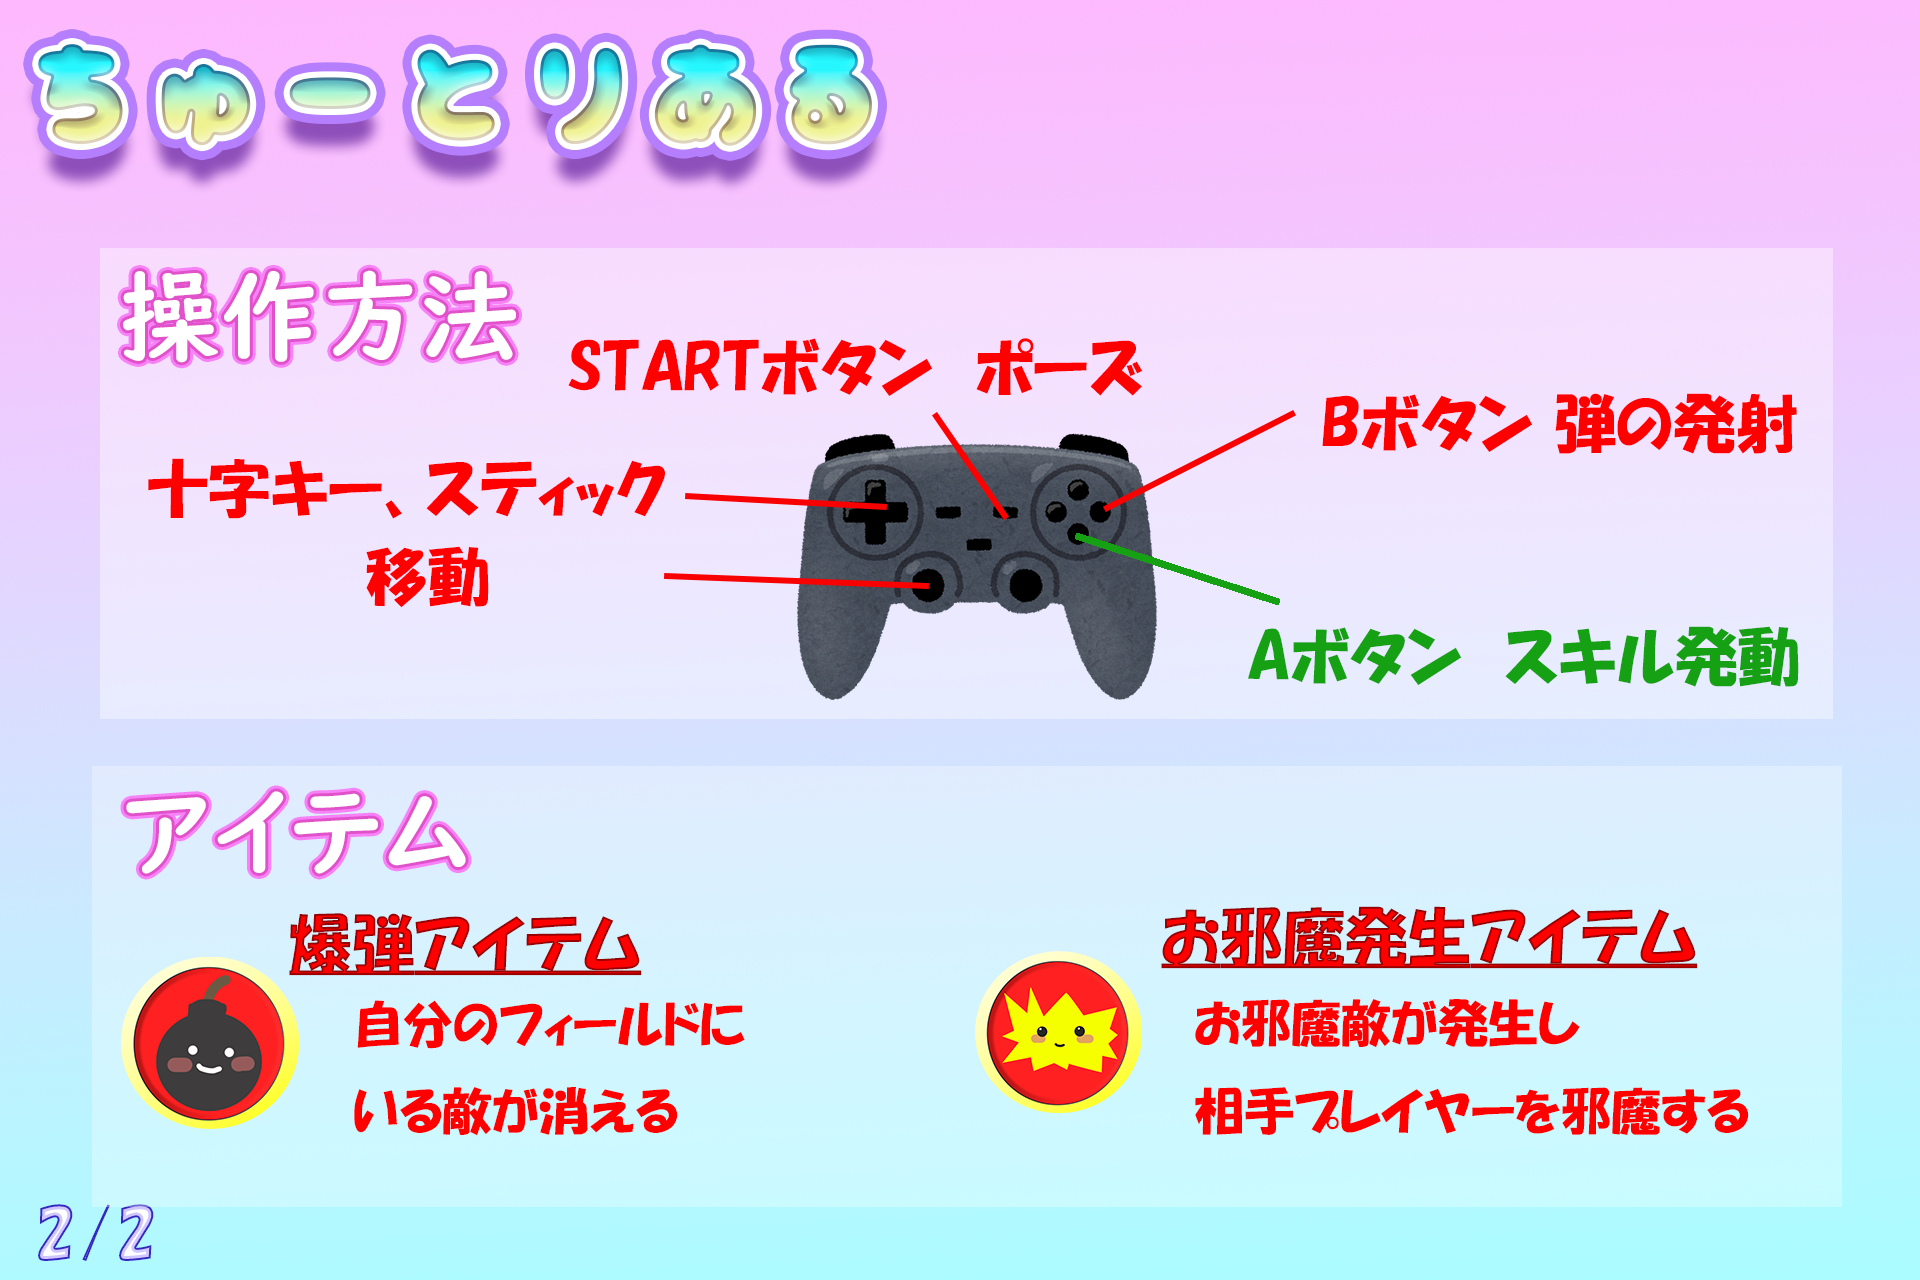 ちゅーとりある
操作方法
STARTボタン　ポーズ
Bボタン 弾の発射
十字キー、スティック
移動
Aボタン　スキル発動
アイテム
爆弾アイテム
自分のフィールドに
いる敵が消える
お邪魔発生アイテム
お邪魔敵が発生し
相手プレイヤーを邪魔する
2/2